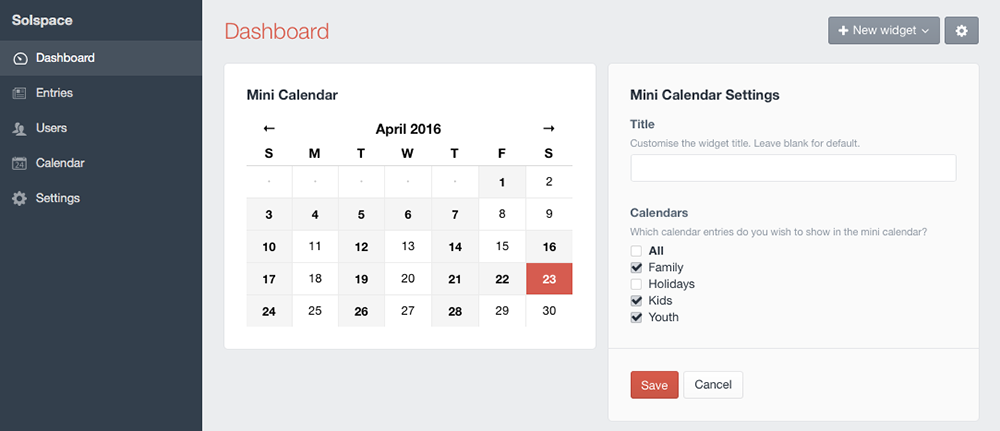 Solspace
Dashboard
Entries
Users
24 Calendar
Settings
Dashboard
+ New widget
Mini Calendar
← April 2016 →
S M T W T F S
1 2
3 4 5 6 7 8 9
10 11 12 13 14 15 16
17 18 19 20 21 22 23
24 25 26 27 28 29 30
Mini Calendar Settings
Title
Customise the widget title. Leave blank for default.
Calendars
Which calendar entries do you wish to show in the mini calendar?
All
Family
Holidays
Kids
Youth
Save Cancel